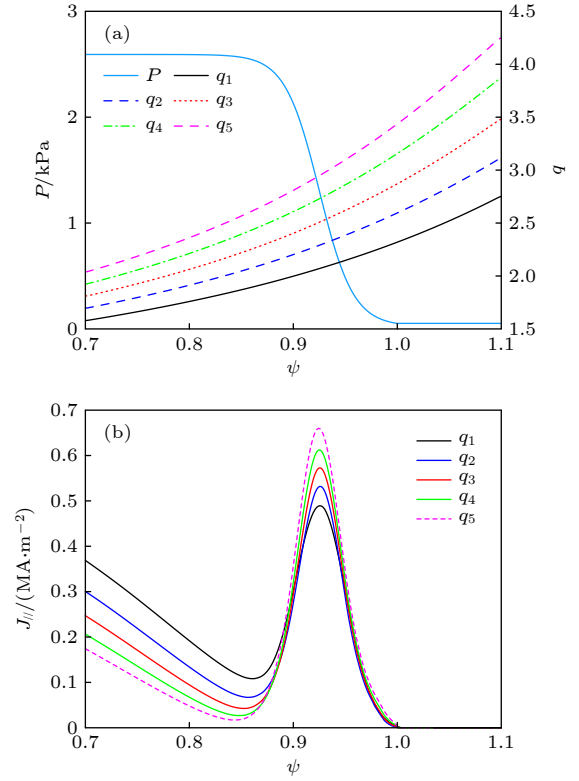 (a)
P q1
q2 q3
q4 q5
P/kPa
3
2
1
0
q
4.5
4.0
3.5
3.0
2.5
2.0
1.5
0.7 0.8 0.9 1.0 1.1
ψ
(b)
q1
q2
q3
q4
q5
J//​/(MA·m−2)
0.7
0.6
0.5
0.4
0.3
0.2
0.1
0
0.7 0.8 0.9 1.0 1.1
ψ